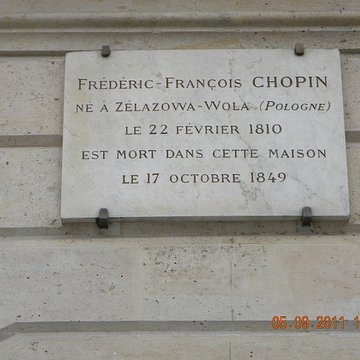 FRÉDÉRIC-FRANÇOIS CHOPIN
NÉ À ZÉLAZOWA-WOLA (POLOGNE)
LE 22 FÉVRIER 1810
EST MORT DANS CETTE MAISON
LE 17 OCTOBRE 1849
05.09.2011 1